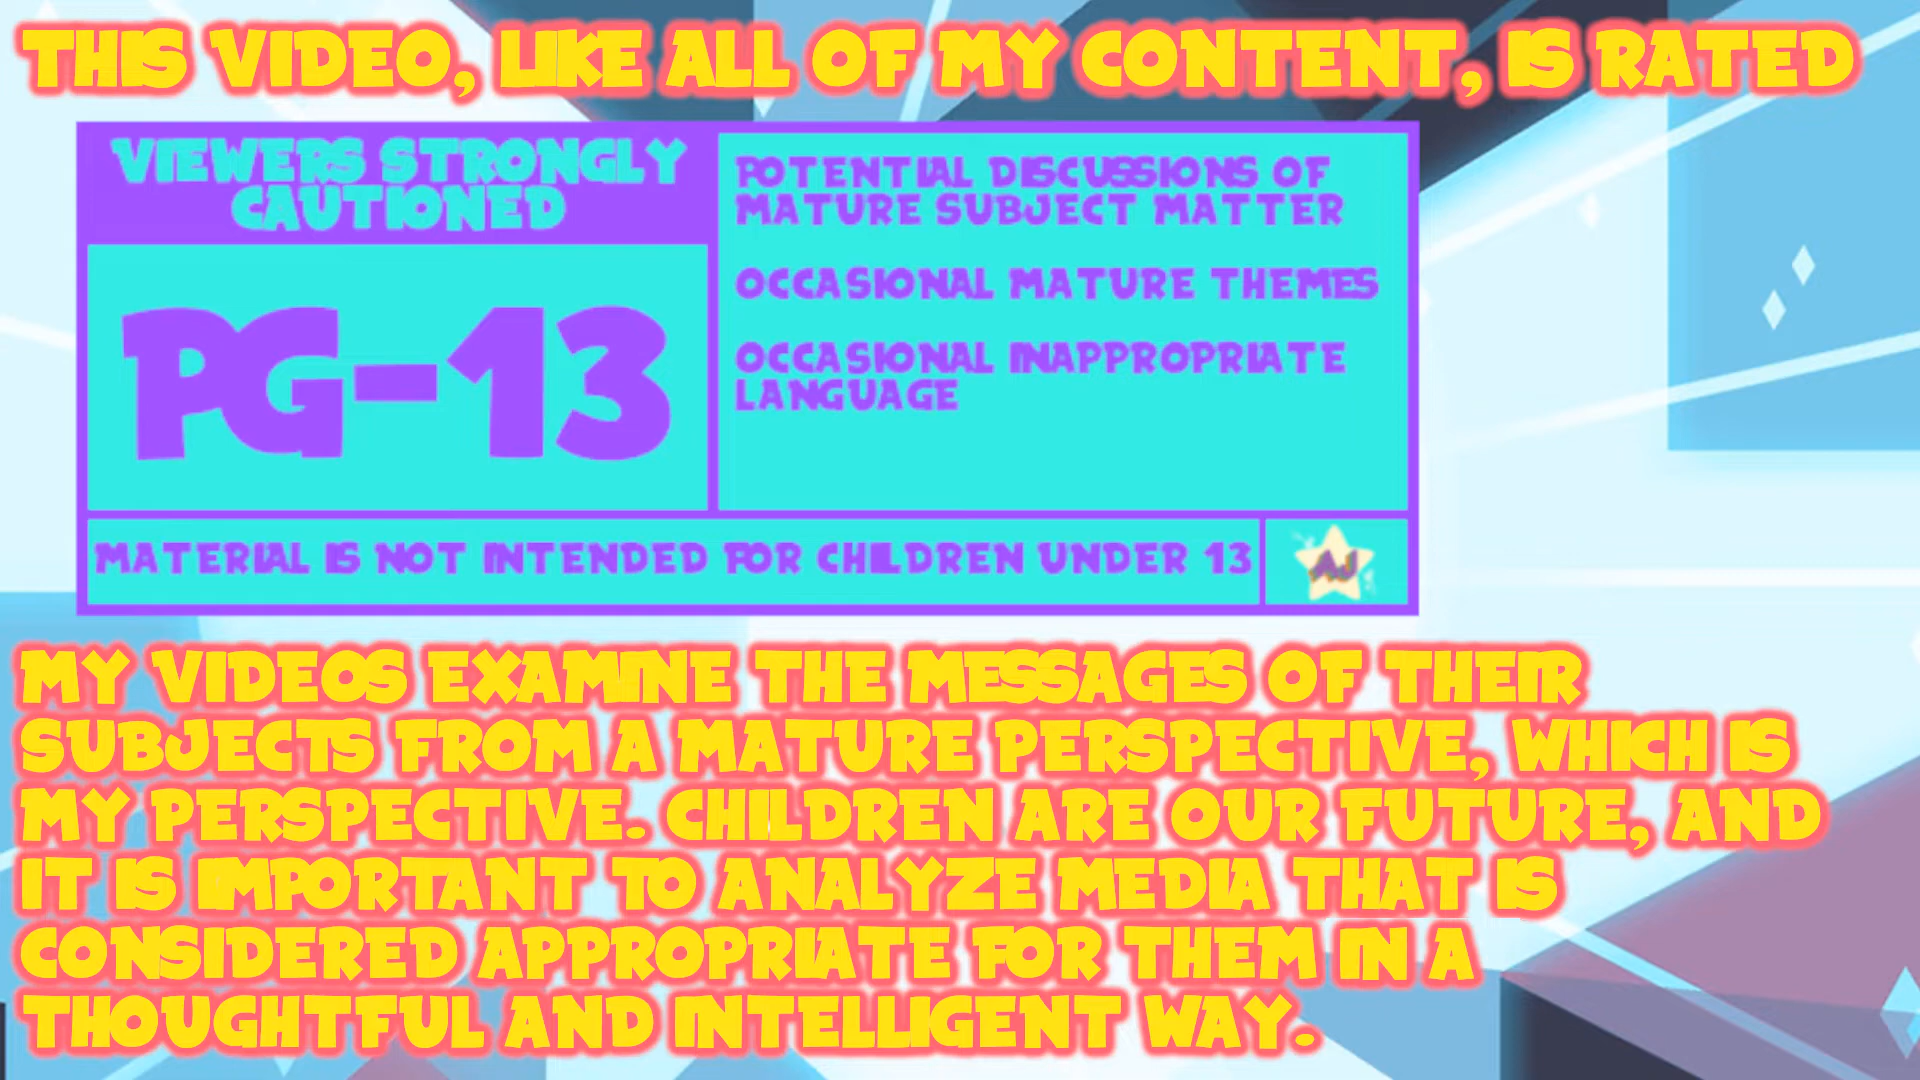 THIS VIDEO, LIKE ALL OF MY CONTENT, IS RATED
VIEWERS STRONGLY
CAUTIONED
PG-13
POTENTIAL DISCUSSIONS OF
MATURE SUBJECT MATTER
OCCASIONAL MATURE THEMES
OCCASIONAL INAPPROPRIATE
LANGUAGE
MATERIAL IS NOT INTENDED FOR CHILDREN UNDER 13
AJ
MY VIDEOS EXAMINE THE MESSAGES OF THEIR
SUBJECTS FROM A MATURE PERSPECTIVE, WHICH IS
MY PERSPECTIVE. CHILDREN ARE OUR FUTURE, AND
IT IS IMPORTANT TO ANALYZE MEDIA THAT IS
CONSIDERED APPROPRIATE FOR THEM IN A
THOUGHTFUL AND INTELLIGENT WAY.